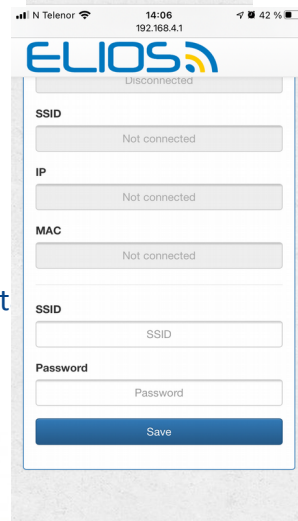 N Telenor 14:06 42 %
192.168.4.1
ELIOS
Disconnected
SSID
Not connected
IP
Not connected
MAC
Not connected
t
SSID
SSID
Password
Password
Save